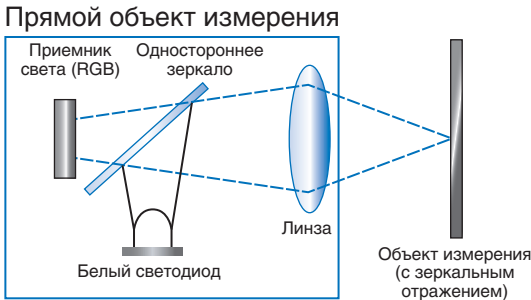 Прямой объект измерения
Приемник
света (RGB)
Одностороннее
зеркало
Линза
Белый светодиод
Объект измерения
(с зеркальным
отражением)